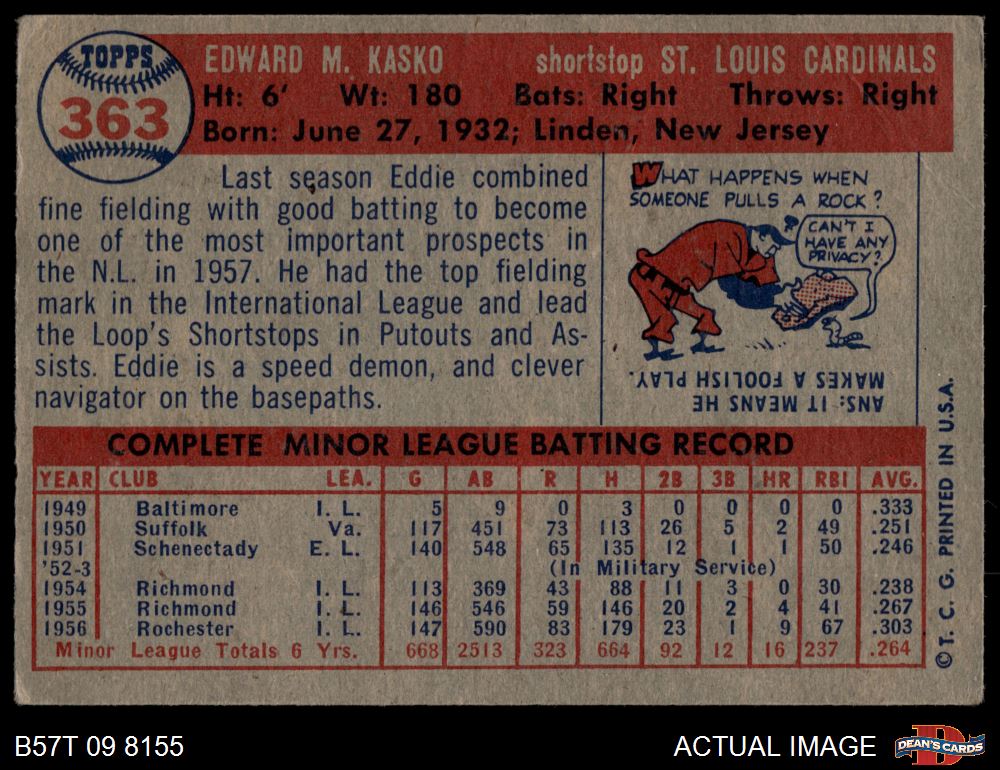 TOPPS
363
EDWARD M. KASKO shortstop ST. LOUIS CARDINALS
Ht: 6' Wt: 180 Bats: Right Throws: Right
Born: June 27, 1932; Linden, New Jersey
Last season Eddie combined
fine fielding with good batting to become
one of the most important prospects in
the N.L. in 1957. He had the top fielding
mark in the International League and lead
the Loop's Shortstops in Putouts and As-
sists. Eddie is a speed demon, and clever
navigator on the basepaths.
WHAT HAPPENS WHEN
SOMEONE PULLS A ROCK?
CAN'T I
HAVE ANY
PRIVACY?
ANS: IT MEANS HE
MAKES A FOOLISH PLAY.
COMPLETE MINOR LEAGUE BATTING RECORD
YEAR CLUB LEA. G AB R H 2B 3B HR RBI AVG.
1949 Baltimore I. L. 5 9 0 3 0 0 0 0 .333
1950 Suffolk Va. 117 451 73 113 26 5 2 49 .251
1951 Schenectady E. L. 140 548 65 135 12 1 1 50 .246
'52-3 (In Military Service)
1954 Richmond I. L. 113 369 43 88 11 3 0 30 .238
1955 Richmond I. L. 146 546 59 146 20 2 4 41 .267
1956 Rochester I. L. 147 590 83 179 23 1 9 67 .303
Minor League Totals 6 Yrs. 668 2513 323 664 92 12 16 237 .264
© T. C. G. PRINTED IN U.S.A.
B57T 09 8155
ACTUAL IMAGE
D
DEAN'S CARDS